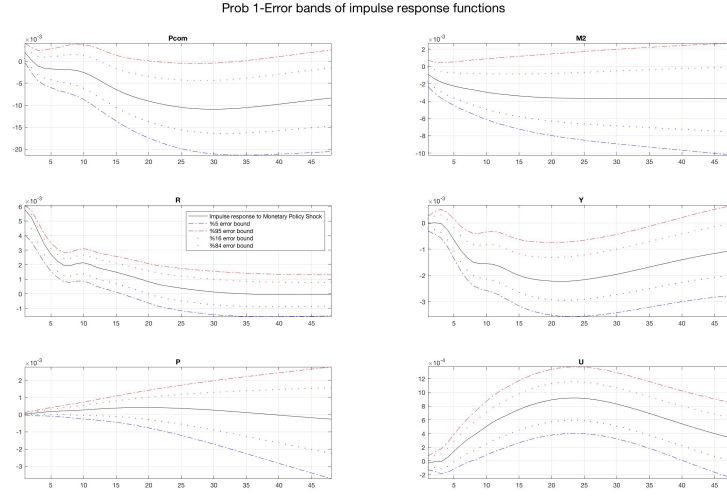 Prob 1-Error bands of impulse response functions
×10⁻³
Pcom
0
-5
-10
-15
-20
5 10 15 20 25 30 35 40 45
×10⁻³
M2
2
0
-2
-4
-6
-8
-10
5 10 15 20 25 30 35 40 45
×10⁻³
R
6
5
4
3
2
1
0
-1
5 10 15 20 25 30 35 40 45
Impulse response to Monetary Policy Shock
%5 error bound
%95 error bound
%16 error bound
%84 error bound
×10⁻³
Y
0
-1
-2
-3
5 10 15 20 25 30 35 40 45
×10⁻³
P
2
1
0
-1
-2
-3
5 10 15 20 25 30 35 40 45
×10⁻⁴
U
12
10
8
6
4
2
0
-2
5 10 15 20 25 30 35 40 45